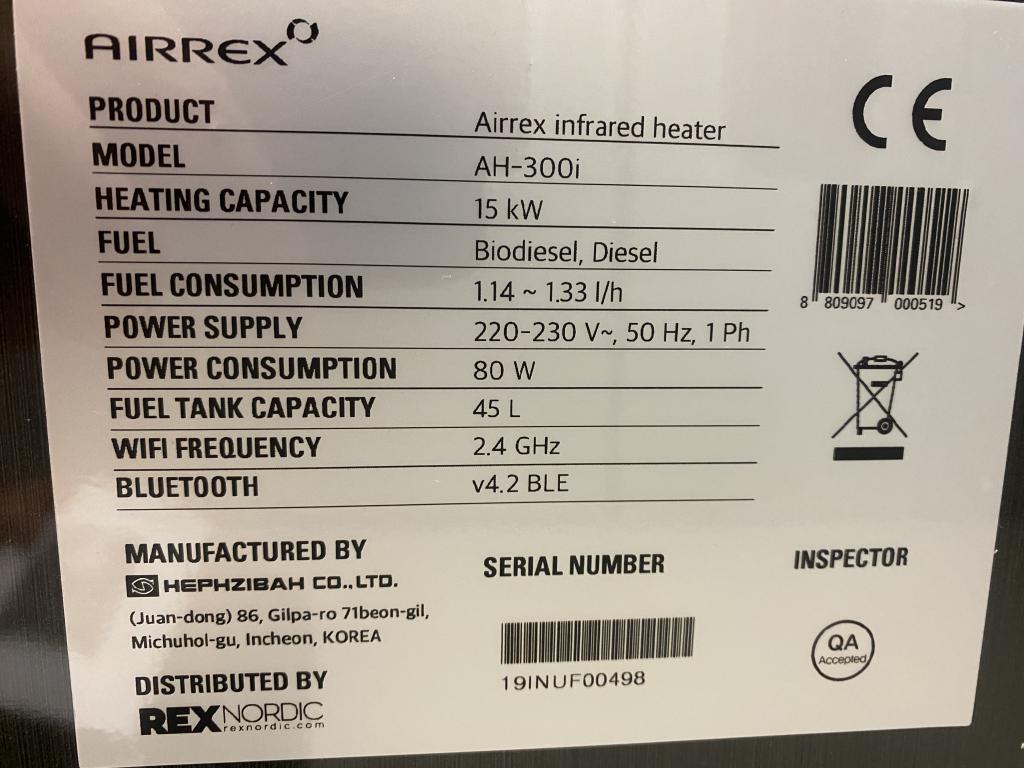 AIRREX
PRODUCT Airrex infrared heater
MODEL AH-300i
HEATING CAPACITY 15 kW
FUEL Biodiesel, Diesel
FUEL CONSUMPTION 1.14 ~ 1.33 l/h
POWER SUPPLY 220-230 V~, 50 Hz, 1 Ph
POWER CONSUMPTION 80 W
FUEL TANK CAPACITY 45 L
WIFI FREQUENCY 2.4 GHz
BLUETOOTH v4.2 BLE
CE
8 809097 000519 >
MANUFACTURED BY
HEPHZIBAH CO.,LTD.
(Juan-dong) 86, Gilpa-ro 71beon-gil,
Michuhol-gu, Incheon, KOREA
DISTRIBUTED BY
REXNORDIC
rexnordic.com
SERIAL NUMBER
19INUF00498
INSPECTOR
QA
Accepted